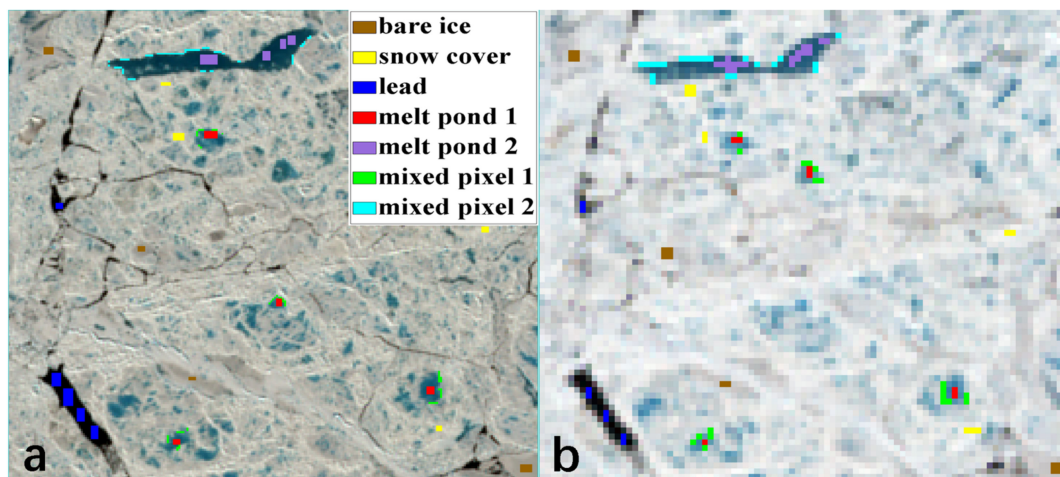 bare ice
snow cover
lead
melt pond 1
melt pond 2
mixed pixel 1
mixed pixel 2
a
b